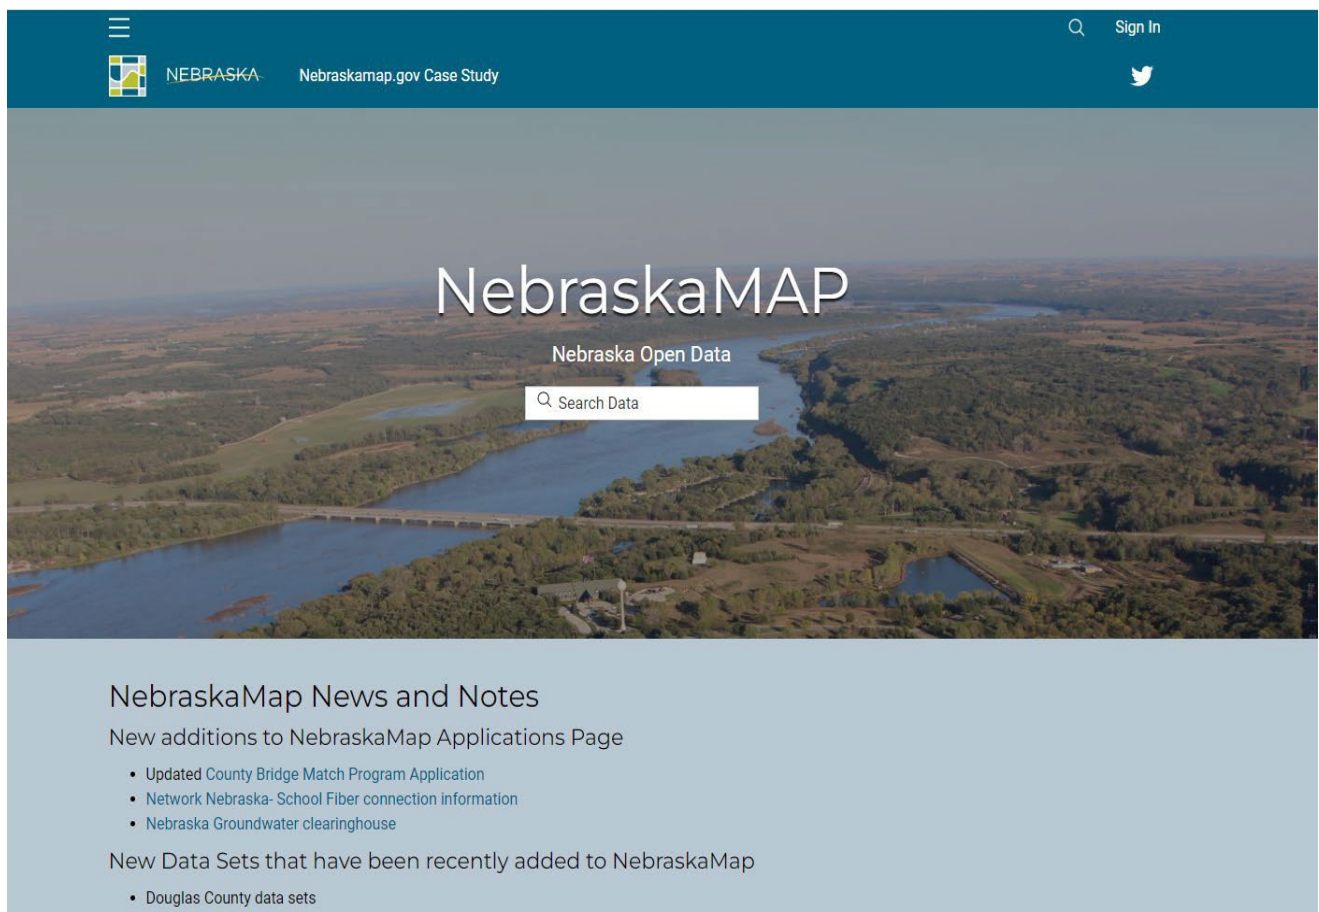 Sign In
NEBRASKA
Nebraskamap.gov Case Study
NebraskaMAP
Nebraska Open Data
Search Data
NebraskaMap News and Notes
New additions to NebraskaMap Applications Page
• Updated County Bridge Match Program Application
• Network Nebraska- School Fiber connection information
• Nebraska Groundwater clearinghouse
New Data Sets that have been recently added to NebraskaMap
• Douglas County data sets